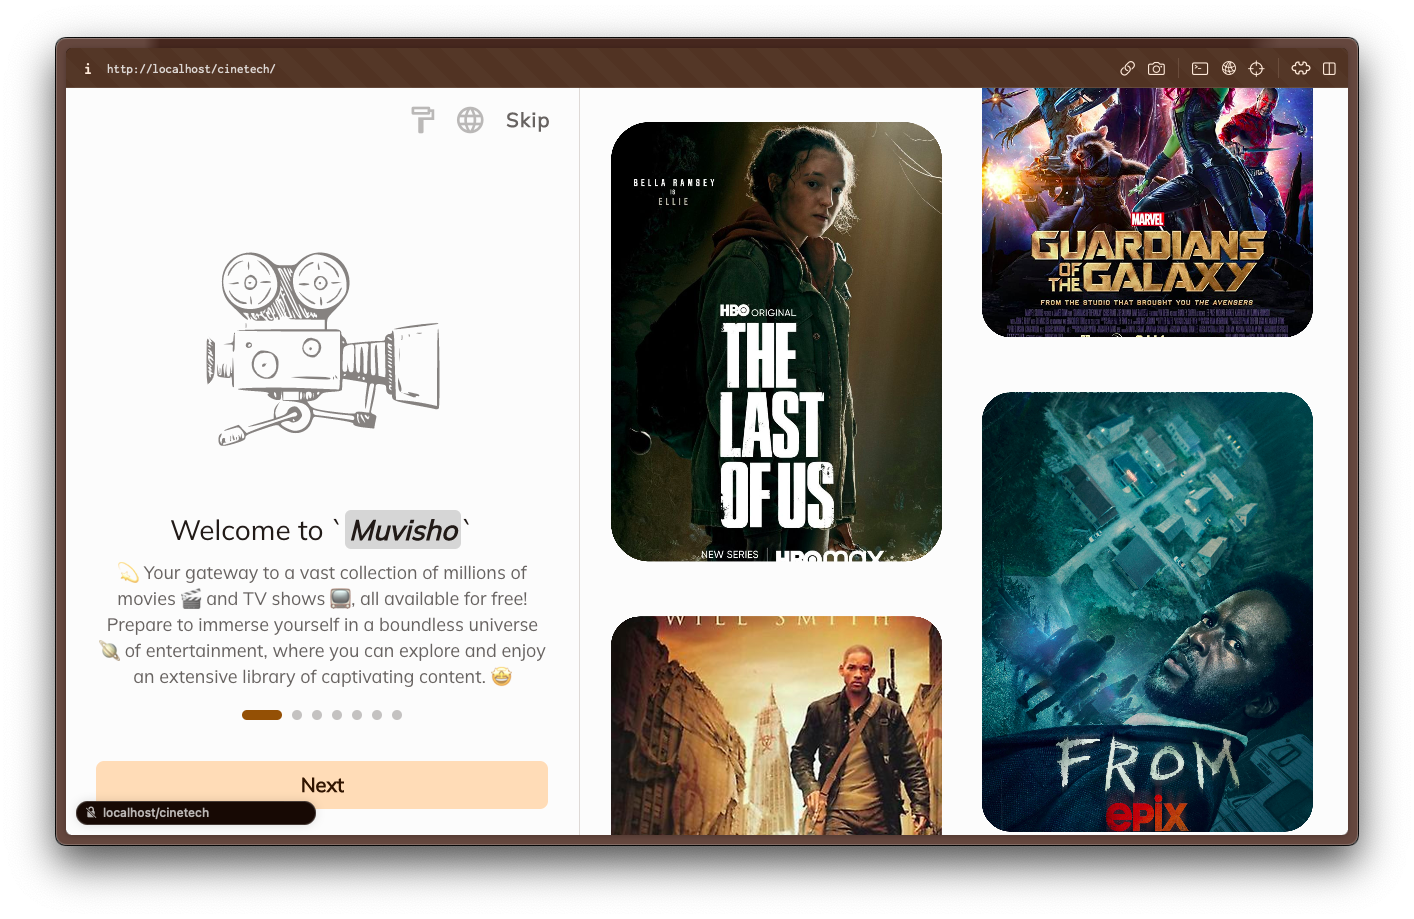 http://localhost/cinetech/
Skip
Welcome to `Muvisho`
💫 Your gateway to a vast collection of millions of
movies 🎬 and TV shows 📺, all available for free!
Prepare to immerse yourself in a boundless universe
🪐 of entertainment, where you can explore and enjoy
an extensive library of captivating content. 🤩
Next
localhost/cinetech
BELLA RAMSEY
IS
ELLIE
HBO ORIGINAL
THE
LAST
OF US
NEW SERIES | HBOmax
WILL SMITH
MARVEL
GUARDIANS
OF
THE GALAXY
FROM THE STUDIO THAT BROUGHT YOU THE AVENGERS
FROM
epix